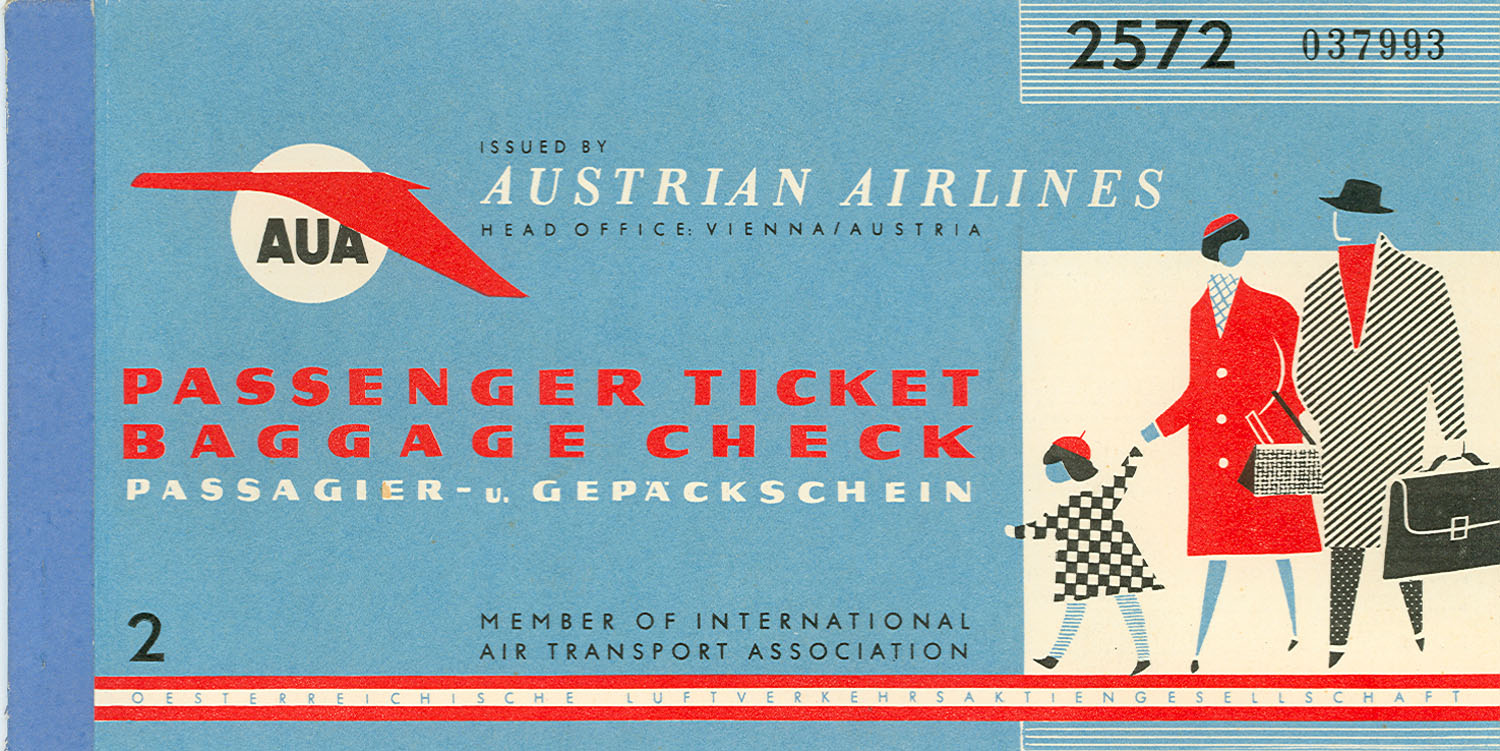 2572 037993
ISSUED BY
AUSTRIAN AIRLINES
HEAD OFFICE: VIENNA/AUSTRIA
AUA
PASSENGER TICKET
BAGGAGE CHECK
PASSAGIER- u. GEPÄCKSCHEIN
2
MEMBER OF INTERNATIONAL
AIR TRANSPORT ASSOCIATION
OESTERREICHISCHE LUFTVERKEHRSAKTIENGESELLSCHAFT